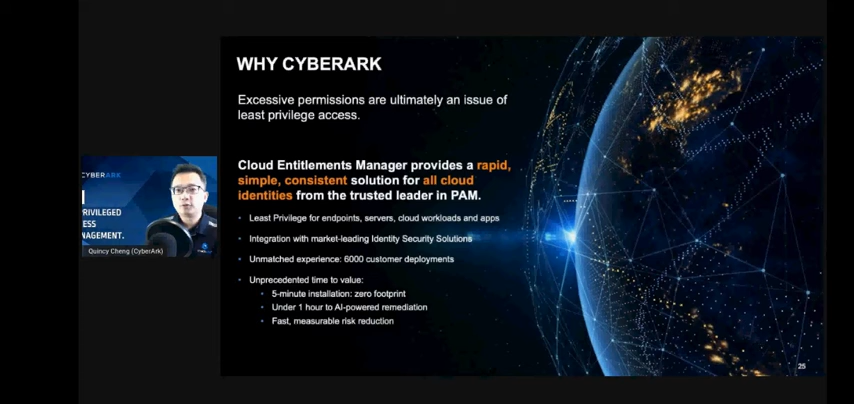 WHY CYBERARK
Excessive permissions are ultimately an issue of
least privilege access.
Cloud Entitlements Manager provides a rapid,
simple, consistent solution for all cloud
identities from the trusted leader in PAM.
• Least Privilege for endpoints, servers, cloud workloads and apps
• Integration with market-leading Identity Security Solutions
• Unmatched experience: 6000 customer deployments
• Unprecedented time to value:
• 5-minute installation: zero footprint
• Under 1 hour to AI-powered remediation
• Fast, measurable risk reduction
25
CYBERARK
PRIVILEGED
Quincy Cheng (CyberArk)